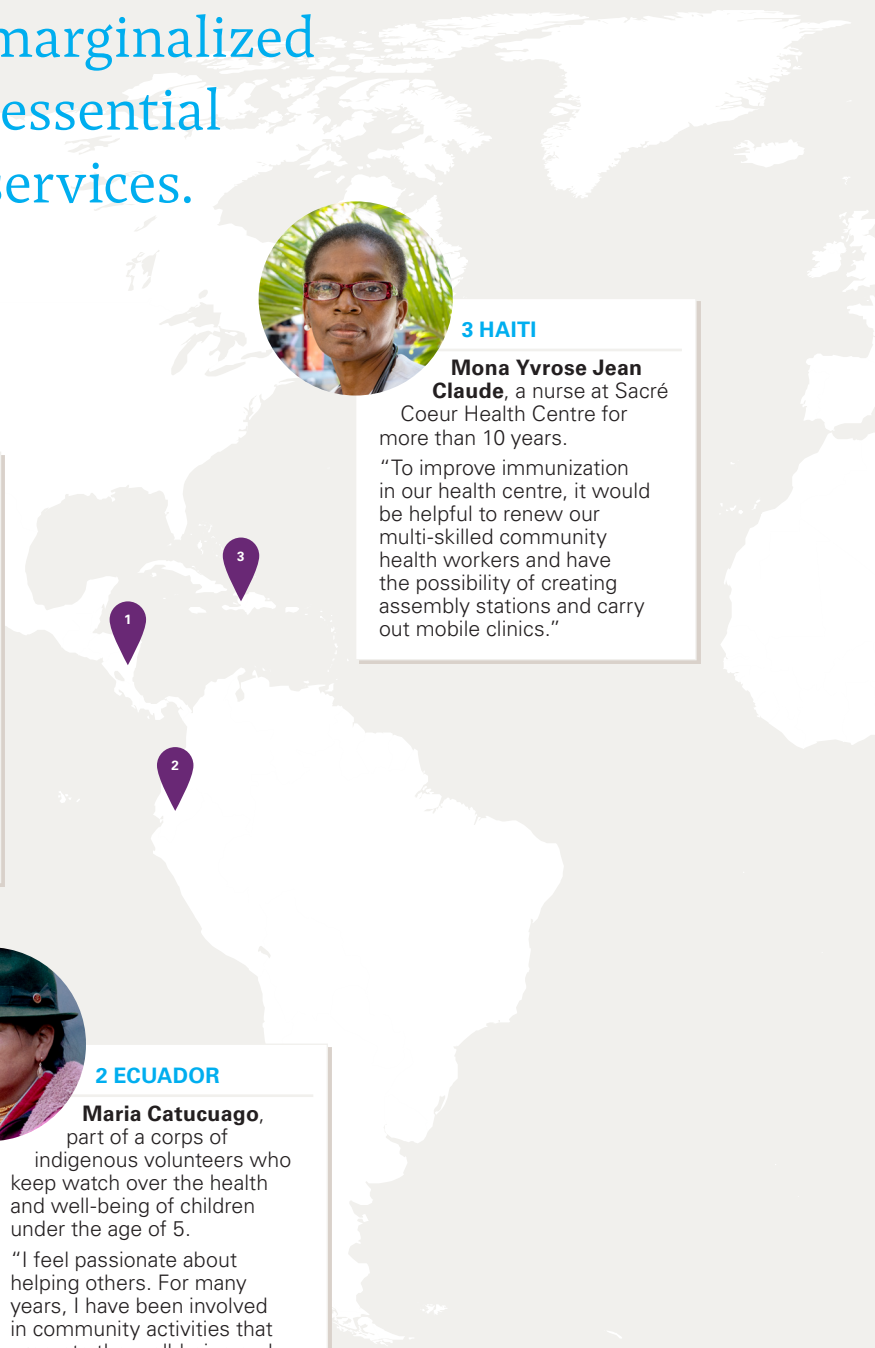 marginalized
essential
services.
3 HAITI
Mona Yvrose Jean
Claude, a nurse at Sacré
Coeur Health Centre for
more than 10 years.
“To improve immunization
in our health centre, it would
be helpful to renew our
multi-skilled community
health workers and have
the possibility of creating
assembly stations and carry
out mobile clinics.”
3
1
2
2 ECUADOR
Maria Catucuago,
part of a corps of
indigenous volunteers who
keep watch over the health
and well-being of children
under the age of 5.
“I feel passionate about
helping others. For many
years, I have been involved
in community activities that